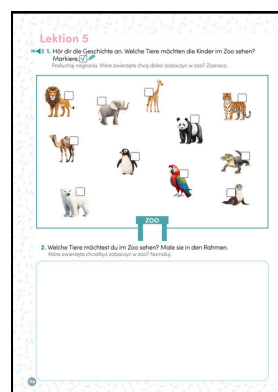 Lektion 5
1. Hör dir die Geschichte an. Welche Tiere möchten die Kinder im Zoo sehen?
Markiere.
Posłuchaj nagrania. Które zwierzęta chcą dzieci zobaczyć w zoo? Zaznacz.
ZOO
2. Welche Tiere möchtest du im Zoo sehen? Male sie in den Rahmen.
Które zwierzęta chciałbyś zobaczyć w zoo? Namaluj.